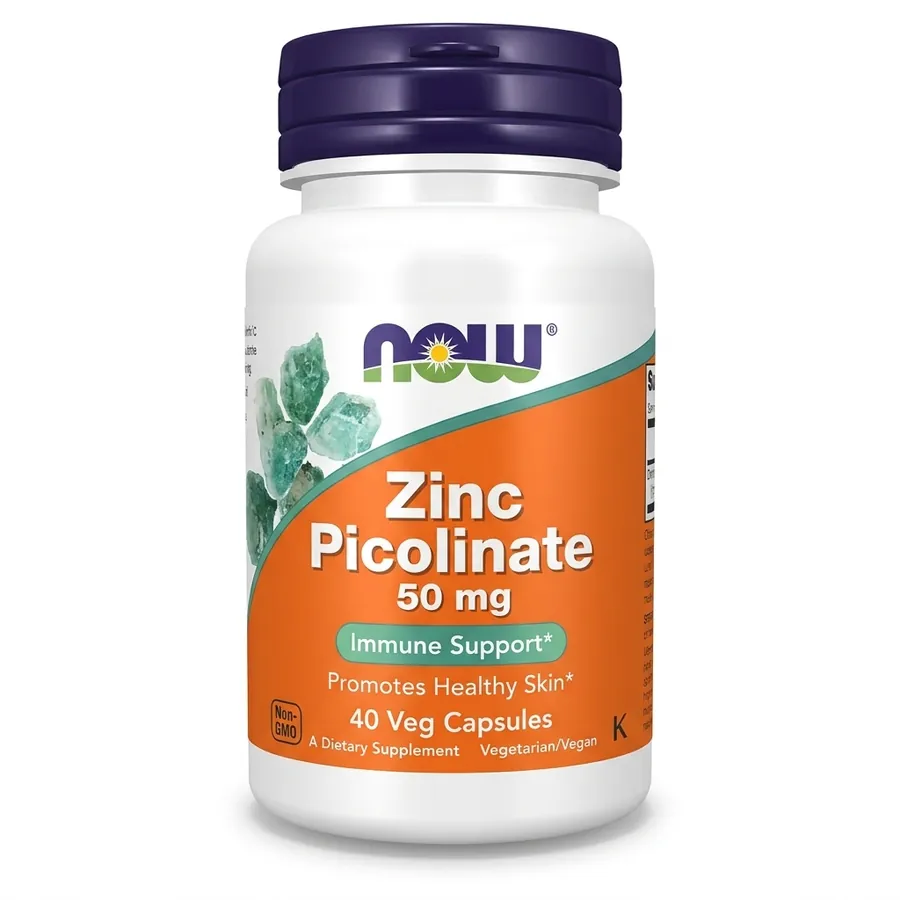 now®
Zinc
Picolinate
50 mg
Immune Support*
Promotes Healthy Skin*
40 Veg Capsules
Non-
GMO
A Dietary Supplement Vegetarian/Vegan
K